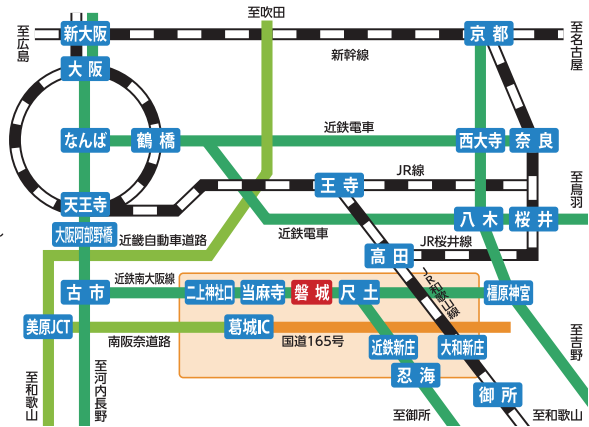 至吹田
至広島
新大阪
京都
至名古屋
新幹線
大阪
近鉄電車
なんば
鶴橋
西大寺
奈良
JR線
至鳥羽
王寺
天王寺
八木
桜井
大阪阿部野橋
近畿自動車道路
近鉄電車
JR桜井線
高田
近鉄南大阪線
JR和歌山線
古市
二上神社口
当麻寺
磐城
尺土
橿原神宮
美原JCT
南阪奈道路
葛城IC
国道165号
近鉄新庄
大和新庄
至吉野
忍海
至和歌山
至河内長野
御所
至御所
至和歌山